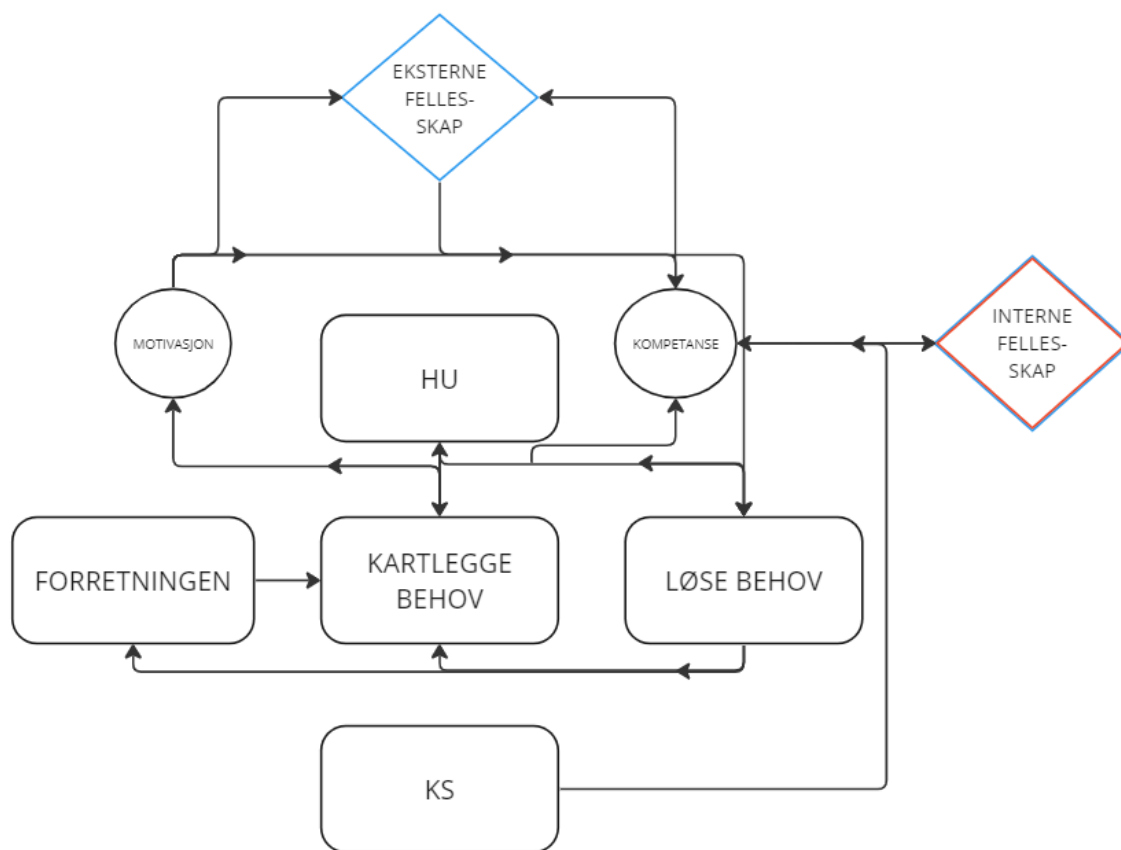 EKSTERNE
FELLES-
SKAP
MOTIVASJON
HU
KOMPETANSE
INTERNE
FELLES-
SKAP
FORRETNINGEN
KARTLEGGE
BEHOV
LØSE BEHOV
KS